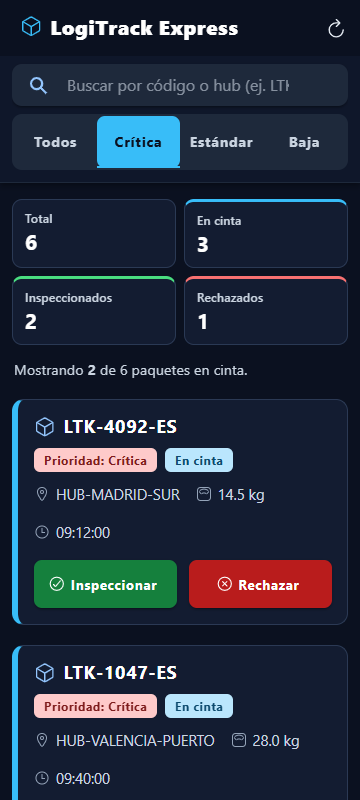 LogiTrack Express
Buscar por código o hub (ej. LTK
Todos Crítica Estándar Baja
Total En cinta
6 3
Inspeccionados Rechazados
2 1
Mostrando 2 de 6 paquetes en cinta.
LTK-4092-ES
Prioridad: Crítica En cinta
HUB-MADRID-SUR 14.5 kg
09:12:00
Inspeccionar Rechazar
LTK-1047-ES
Prioridad: Crítica En cinta
HUB-VALENCIA-PUERTO 28.0 kg
09:40:00